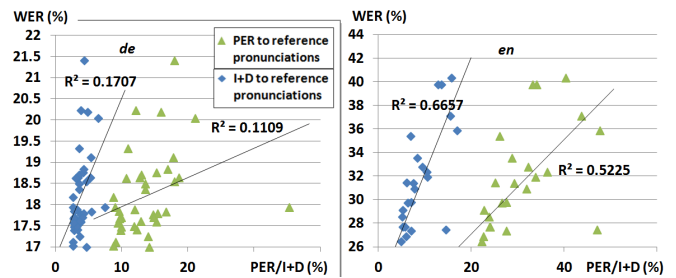 WER (%)
22
21.5
21
20.5
20
19.5
19
18.5
18
17.5
17
0
10
20
PER/I+D (%)
de
R² = 0.1707
R² = 0.1109
PER to reference
pronunciations
I+D to reference
pronunciations
WER (%)
44
42
40
38
36
34
32
30
28
26
0
20
40
PER/I+D (%)
en
R² = 0.6657
R² = 0.5225